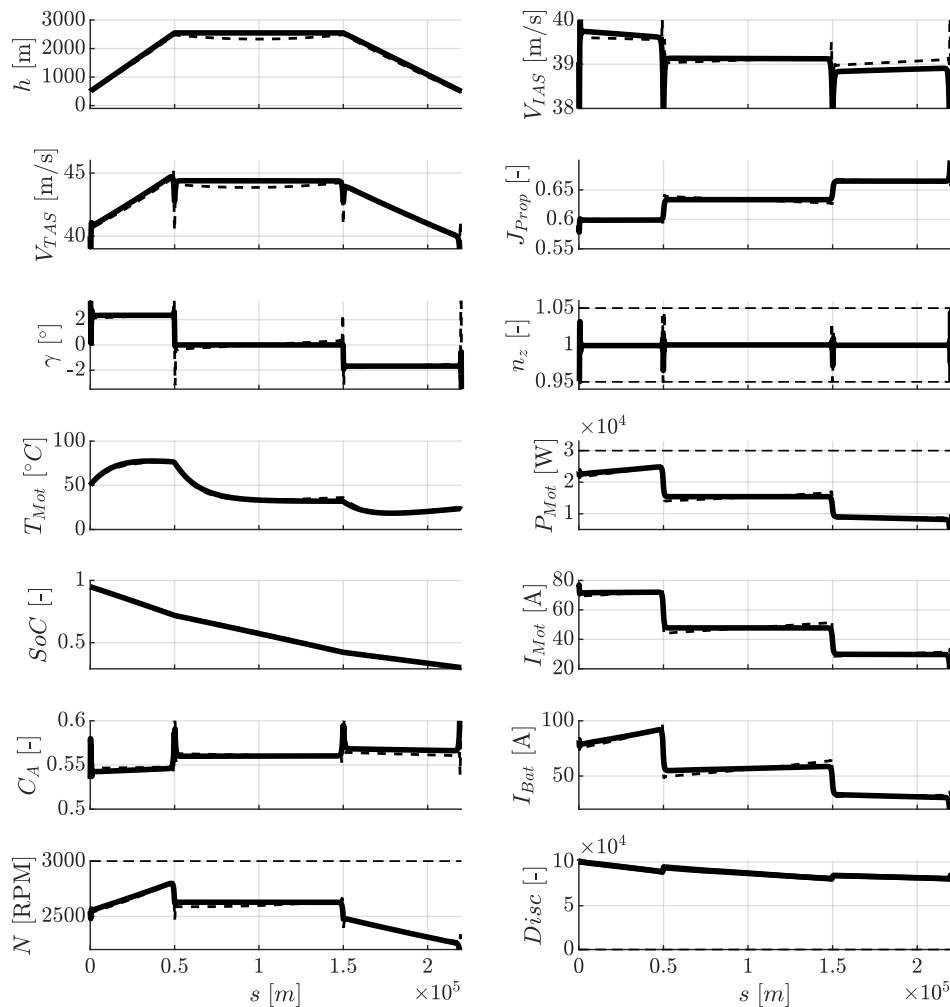 3000
2000
1000
0
h [m]
40
39
38
V_IAS [m/s]
45
40
V_TAS [m/s]
0.65
0.6
0.55
J_Prop [-]
2
0
-2
γ [°]
1.05
1
0.95
n_z [-]
100
50
0
T_Mot [°C]
×10^4
3
2
1
P_Mot [W]
1
0.5
SoC [-]
80
60
40
20
I_Mot [A]
0.6
0.55
0.5
C_A [-]
100
50
I_Bat [A]
3000
2500
N [RPM]
0 0.5 1 1.5 2
s [m] ×10^5
×10^4
10
5
0
Disc [-]
0 0.5 1 1.5 2
s [m] ×10^5